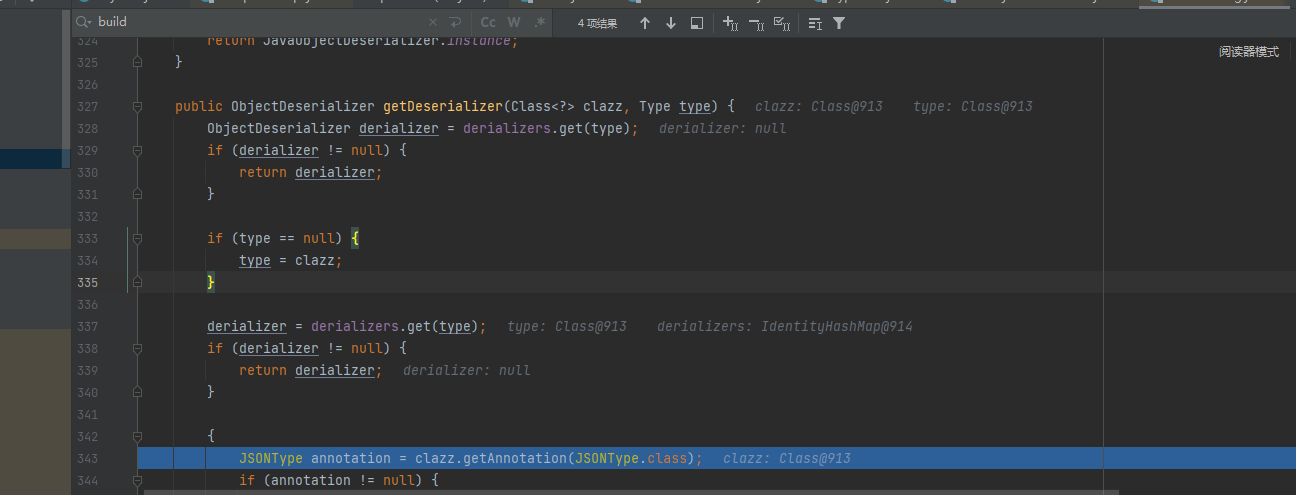 build
Cc W .*
4 项结果
阅读器模式
324 return JavaObjectDeserializer.instance;
325 }
326
327 public ObjectDeserializer getDeserializer(Class<?> clazz, Type type) { clazz: Class@913 type: Class@913
328 ObjectDeserializer derializer = derializers.get(type); derializer: null
329 if (derializer != null) {
330 return derializer;
331 }
332
333 if (type == null) {
334 type = clazz;
335 }
336
337 derializer = derializers.get(type); type: Class@913 derializers: IdentityHashMap@914
338 if (derializer != null) {
339 return derializer; derializer: null
340 }
341
342 {
343 JSONType annotation = clazz.getAnnotation(JSONType.class); clazz: Class@913
344 if (annotation != null) {